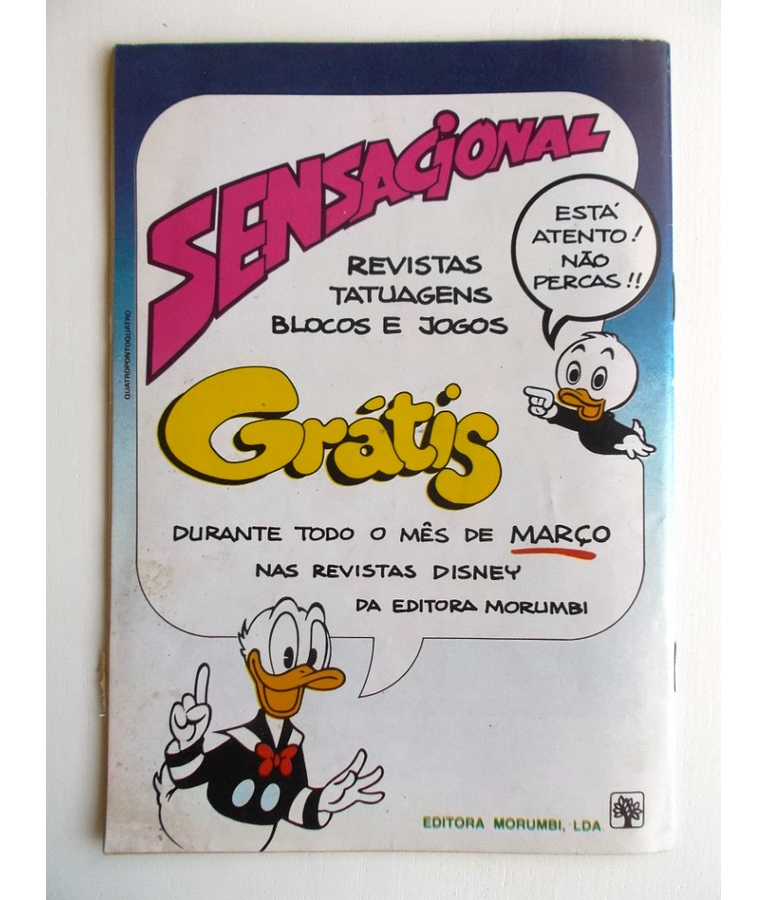 SENSACIONAL
ESTÁ
ATENTO!
NÃO
PERCAS!!
REVISTAS
TATUAGENS
BLOCOS E JOGOS
QUATROPONTOQUATRO
Grátis
DURANTE TODO O MÊS DE MARÇO
NAS REVISTAS DISNEY
DA EDITORA MORUMBI
EDITORA MORUMBI, LDA